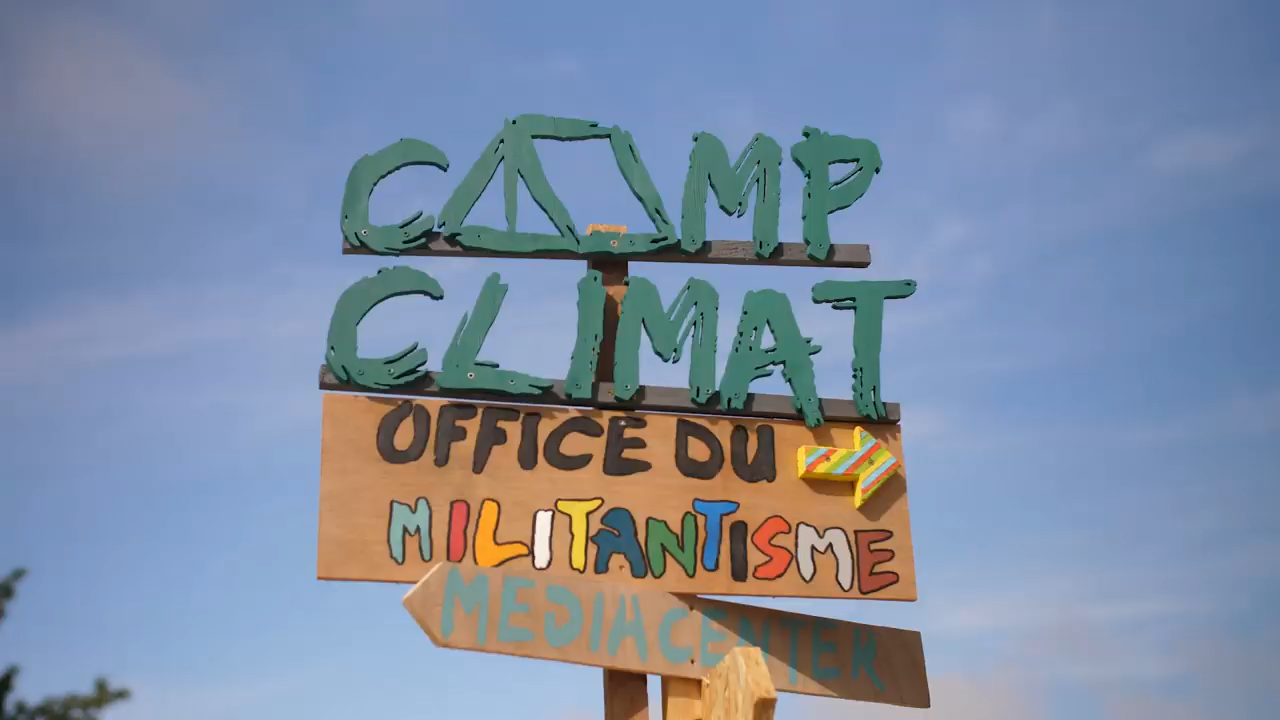 CAMP
CLIMAT
OFFICE DU
MILITANTISME
MEDIACENTER